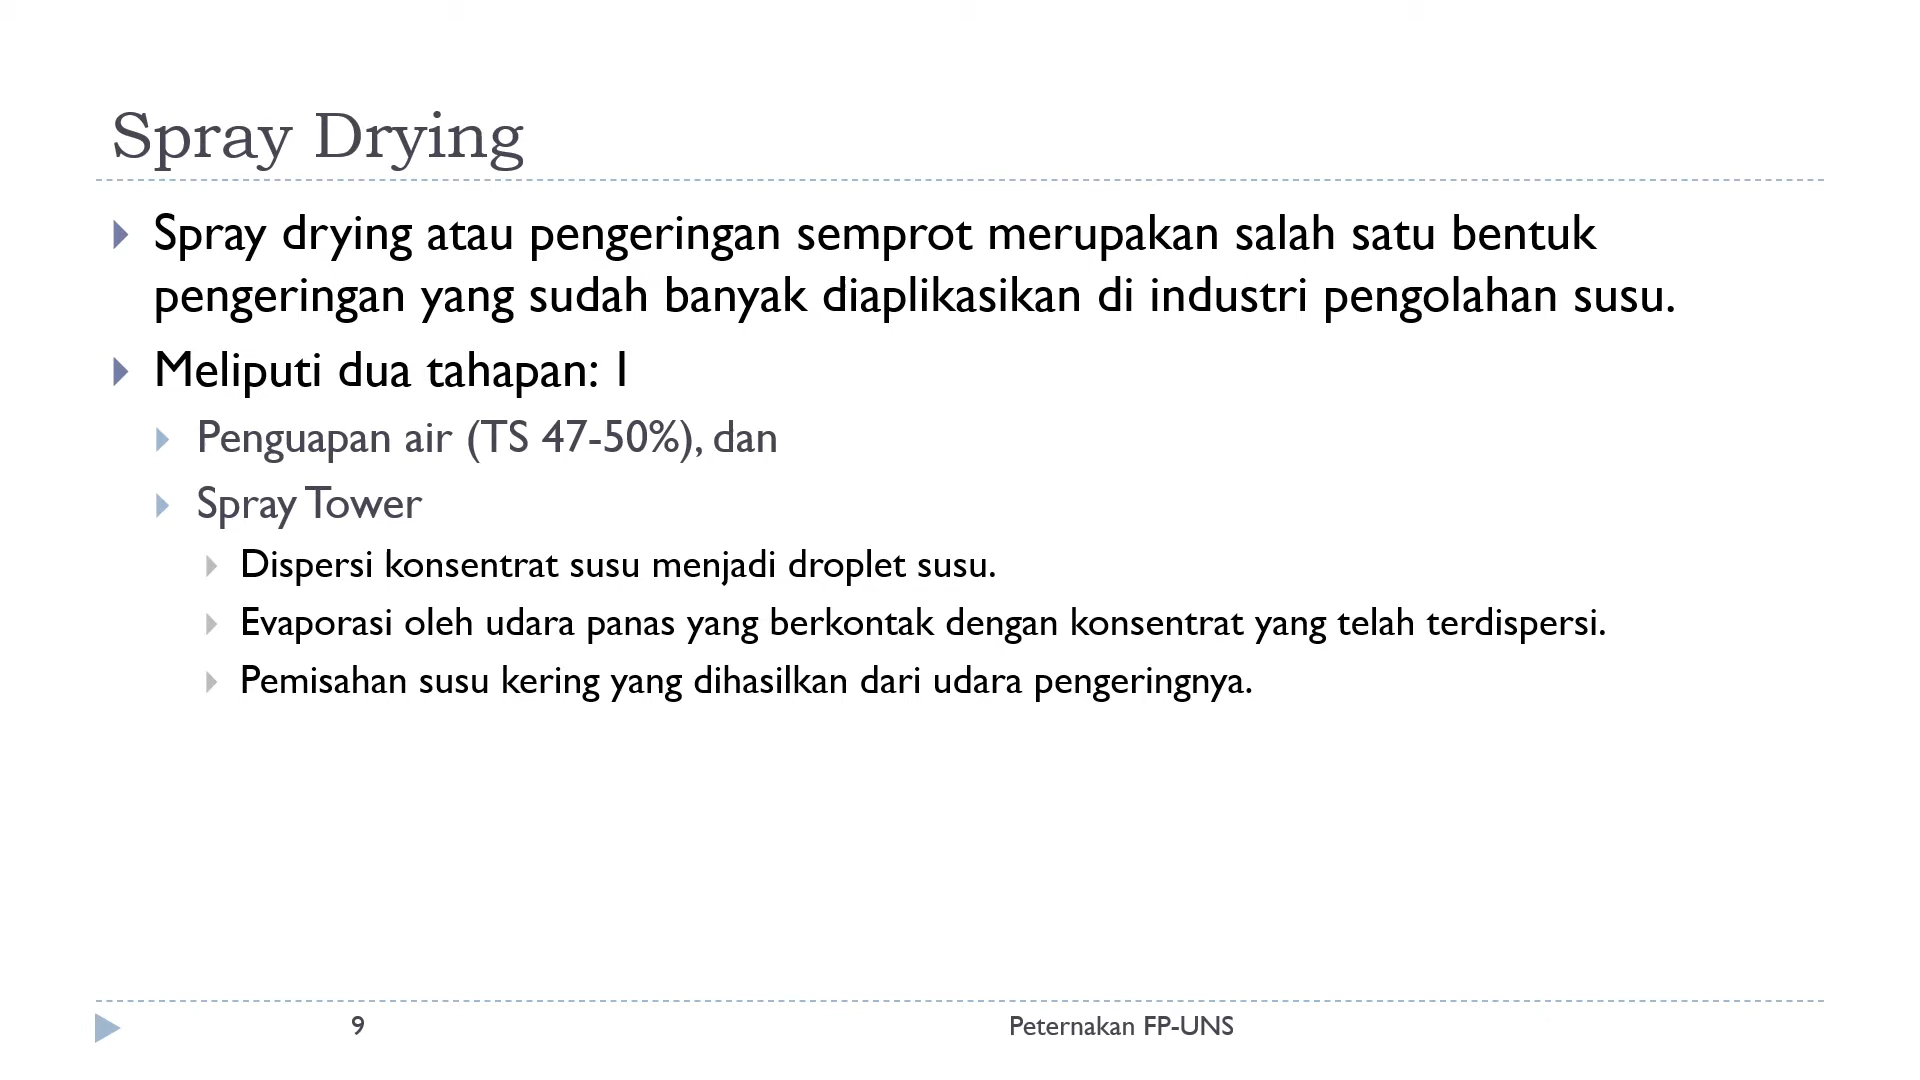 Spray Drying
Spray drying atau pengeringan semprot merupakan salah satu bentuk
pengeringan yang sudah banyak diaplikasikan di industri pengolahan susu.
Meliputi dua tahapan: 1
Penguapan air (TS 47-50%), dan
Spray Tower
Dispersi konsentrat susu menjadi droplet susu.
Evaporasi oleh udara panas yang berkontak dengan konsentrat yang telah terdispersi.
Pemisahan susu kering yang dihasilkan dari udara pengeringnya.
9
Peternakan FP-UNS